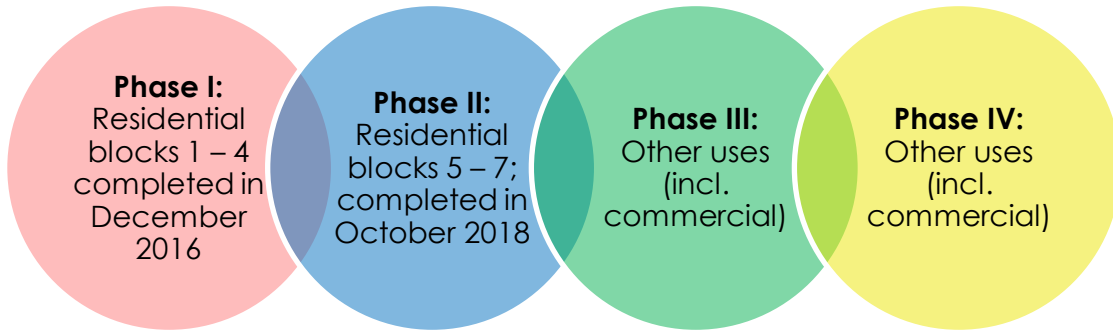 Phase I:
Residential
blocks 1 – 4
completed in
December
2016
Phase II:
Residential
blocks 5 – 7;
completed in
October 2018
Phase III:
Other uses
(incl.
commercial)
Phase IV:
Other uses
(incl.
commercial)